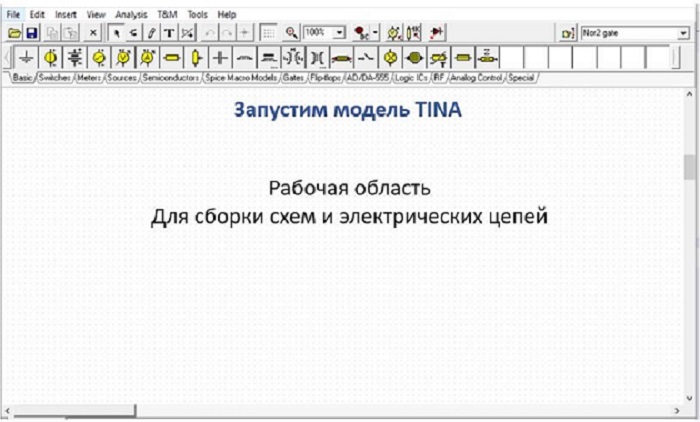 File Edit Insert View Analysis T&M Tools Help
100% Nor2 gate
Basic Switches Meters Sources Semiconductors Spice Macro Models Gates Flip-flops AD/DA-555 Logic ICs RF Analog Control Special
Запустим модель TINA
Рабочая область
Для сборки схем и электрических цепей